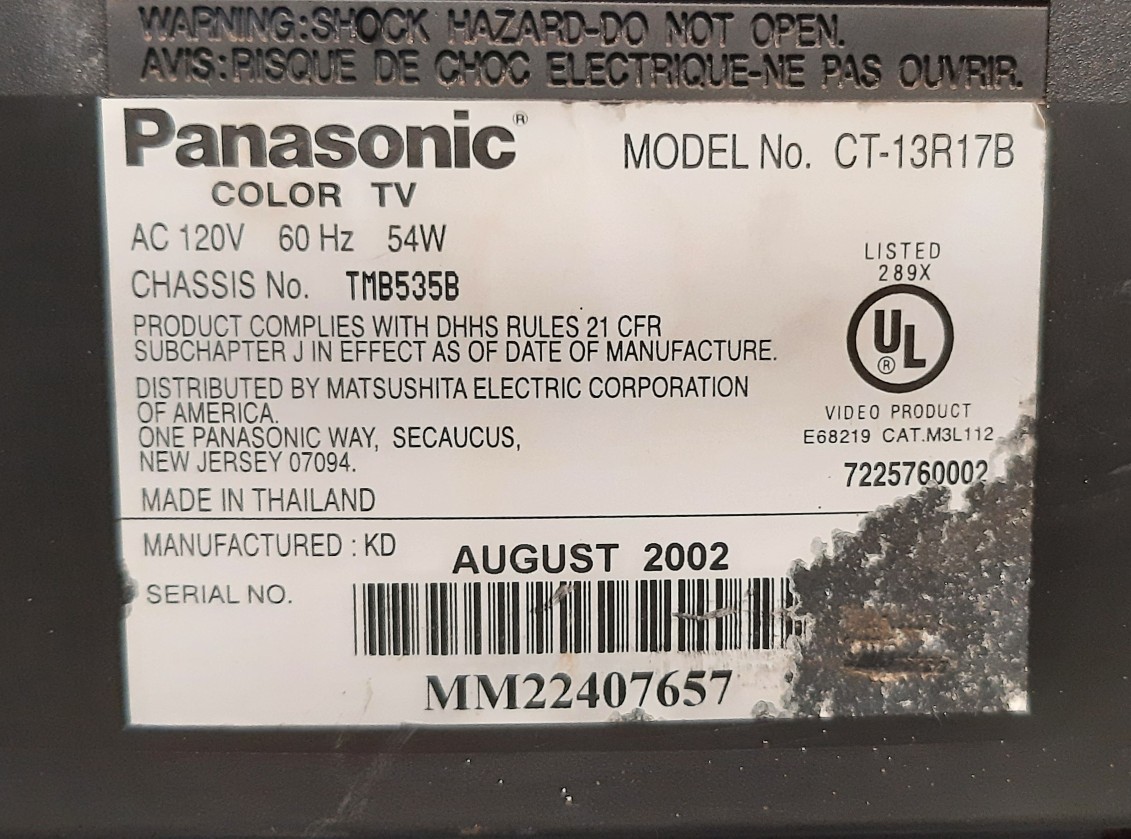 WARNING:SHOCK HAZARD-DO NOT OPEN.
AVIS:RISQUE DE CHOC ELECTRIQUE-NE PAS OUVRIR.
Panasonic®
COLOR TV
MODEL No. CT-13R17B
AC 120V 60 Hz 54W
CHASSIS No. TMB535B
PRODUCT COMPLIES WITH DHHS RULES 21 CFR
SUBCHAPTER J IN EFFECT AS OF DATE OF MANUFACTURE.
DISTRIBUTED BY MATSUSHITA ELECTRIC CORPORATION
OF AMERICA.
ONE PANASONIC WAY, SECAUCUS,
NEW JERSEY 07094.
MADE IN THAILAND
LISTED
289X
UL®
VIDEO PRODUCT
E68219 CAT.M3L112
7225760002
MANUFACTURED : KD
AUGUST 2002
SERIAL NO.
MM22407657